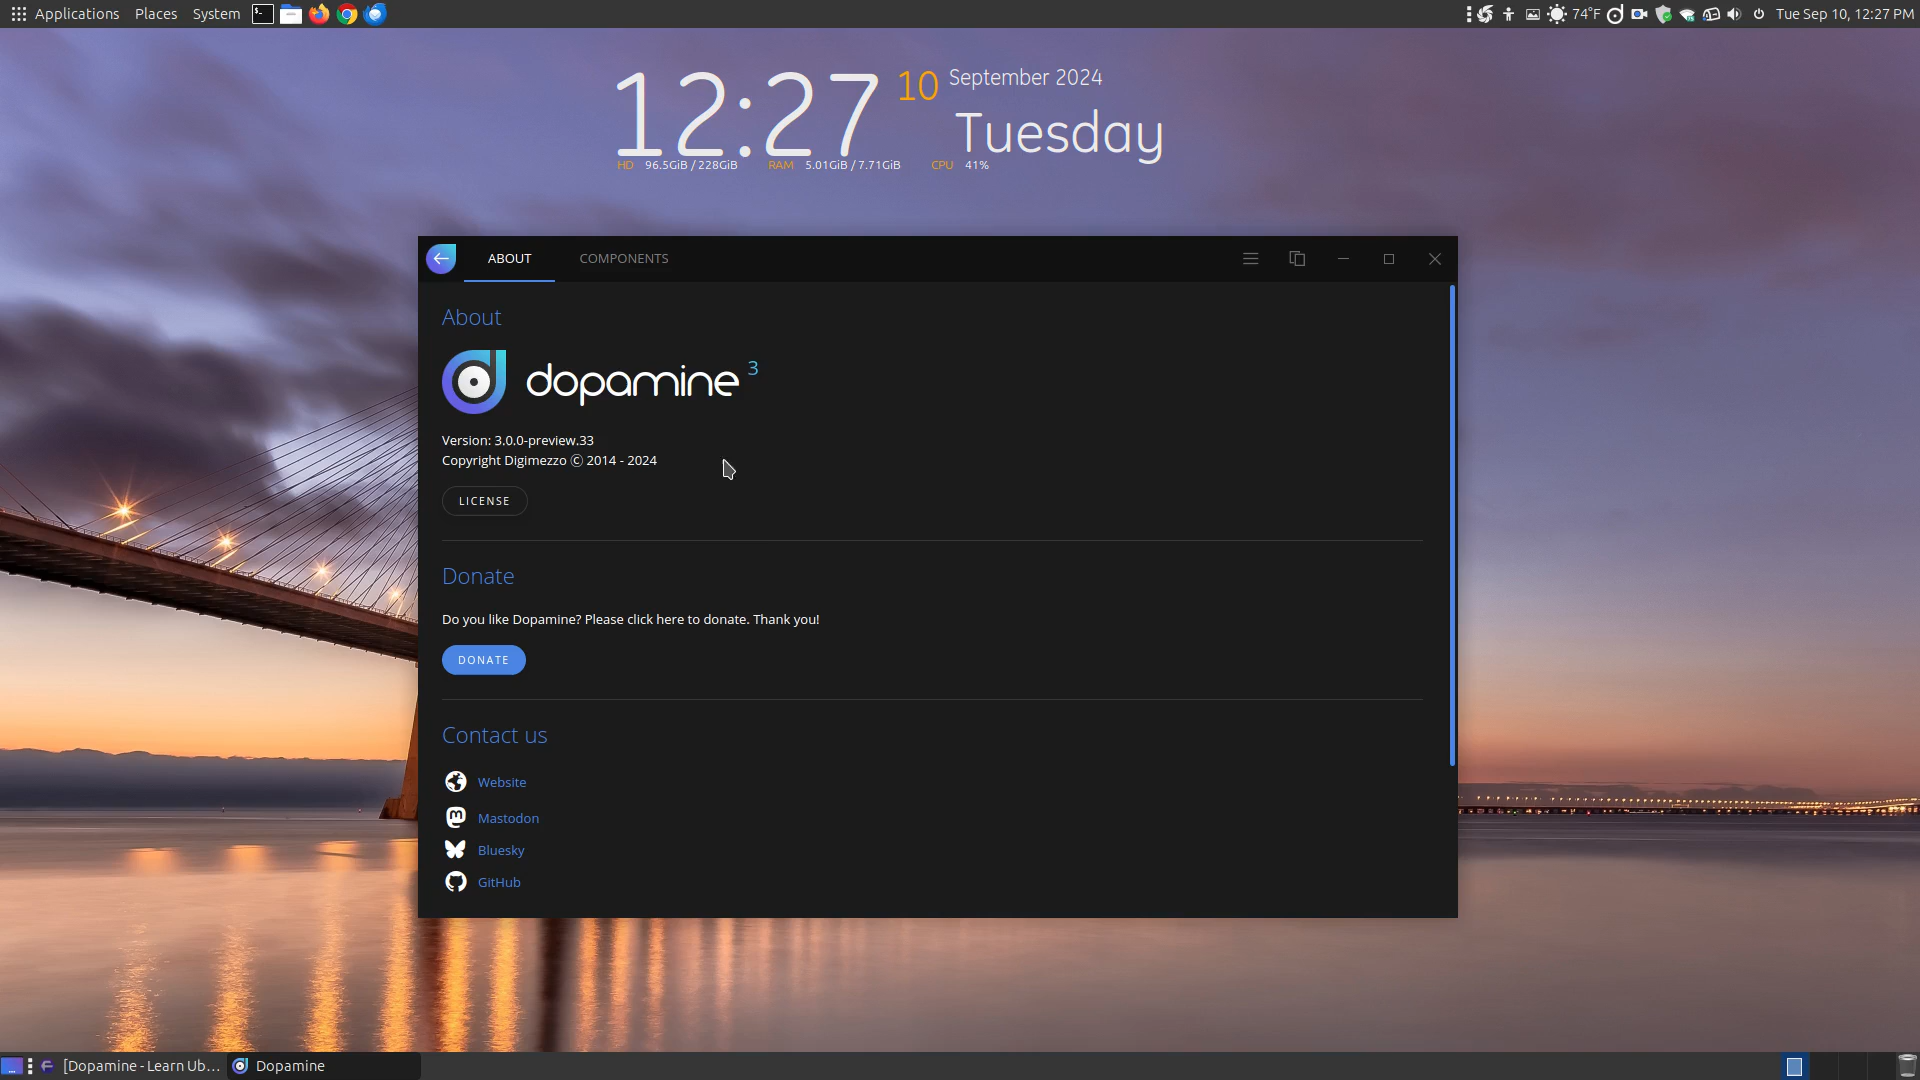 Applications Places System
74°F
Tue Sep 10, 12:27 PM
12:27
10
September 2024
Tuesday
HD 96.5GiB / 228GiB RAM 5.01GiB / 7.71GiB CPU 41%
ABOUT COMPONENTS
About
dopamine 3
Version: 3.0.0-preview.33
Copyright Digimezzo Ⓒ 2014 - 2024
LICENSE
Donate
Do you like Dopamine? Please click here to donate. Thank you!
DONATE
Contact us
Website
Mastodon
Bluesky
GitHub
[Dopamine - Learn Ub... Dopamine